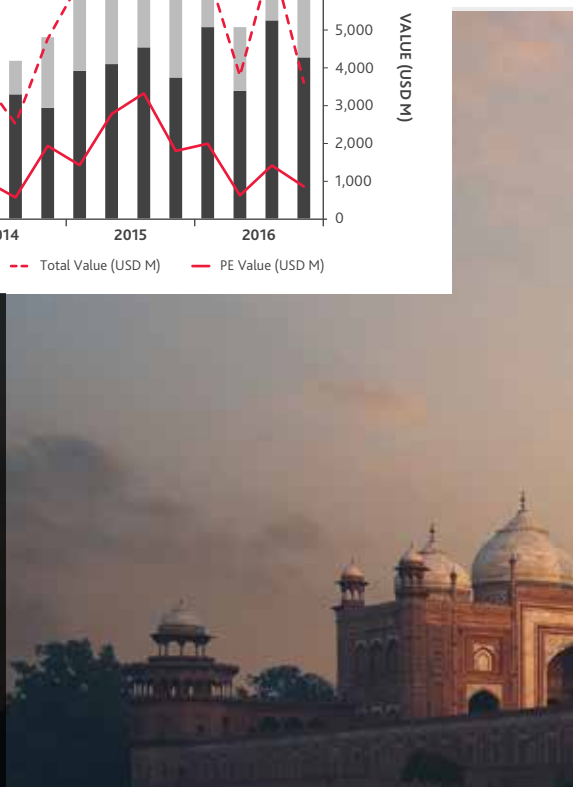 5,000
4,000
3,000
2,000
1,000
0
VALUE (USD M)
2015
2016
Total Value (USD M)
PE Value (USD M)